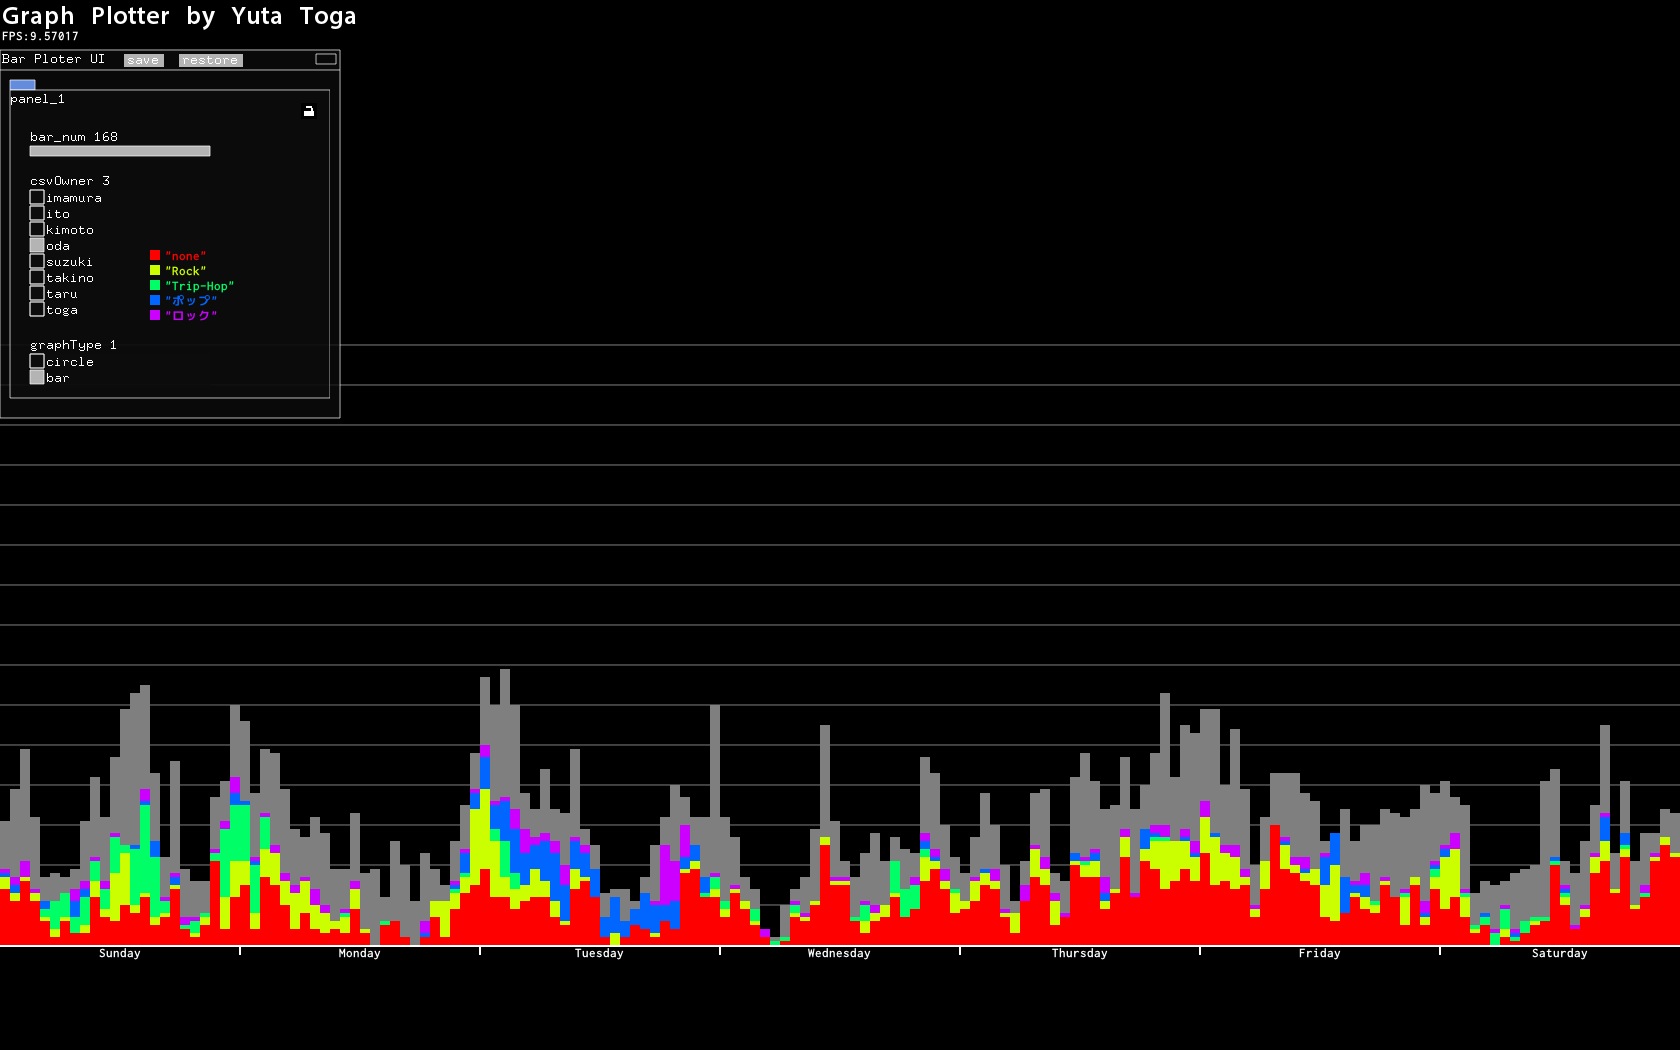 Graph Plotter by Yuta Toga
FPS:9.57017
Bar Ploter UI save restore
panel_1
bar_num 168
csvOwner 3
imamura
ito
kimoto
oda
suzuki
takino
taru
toga
"none"
"Rock"
"Trip-Hop"
"ポップ"
"ロック"
graphType 1
circle
bar
Sunday Monday Tuesday Wednesday Thursday Friday Saturday